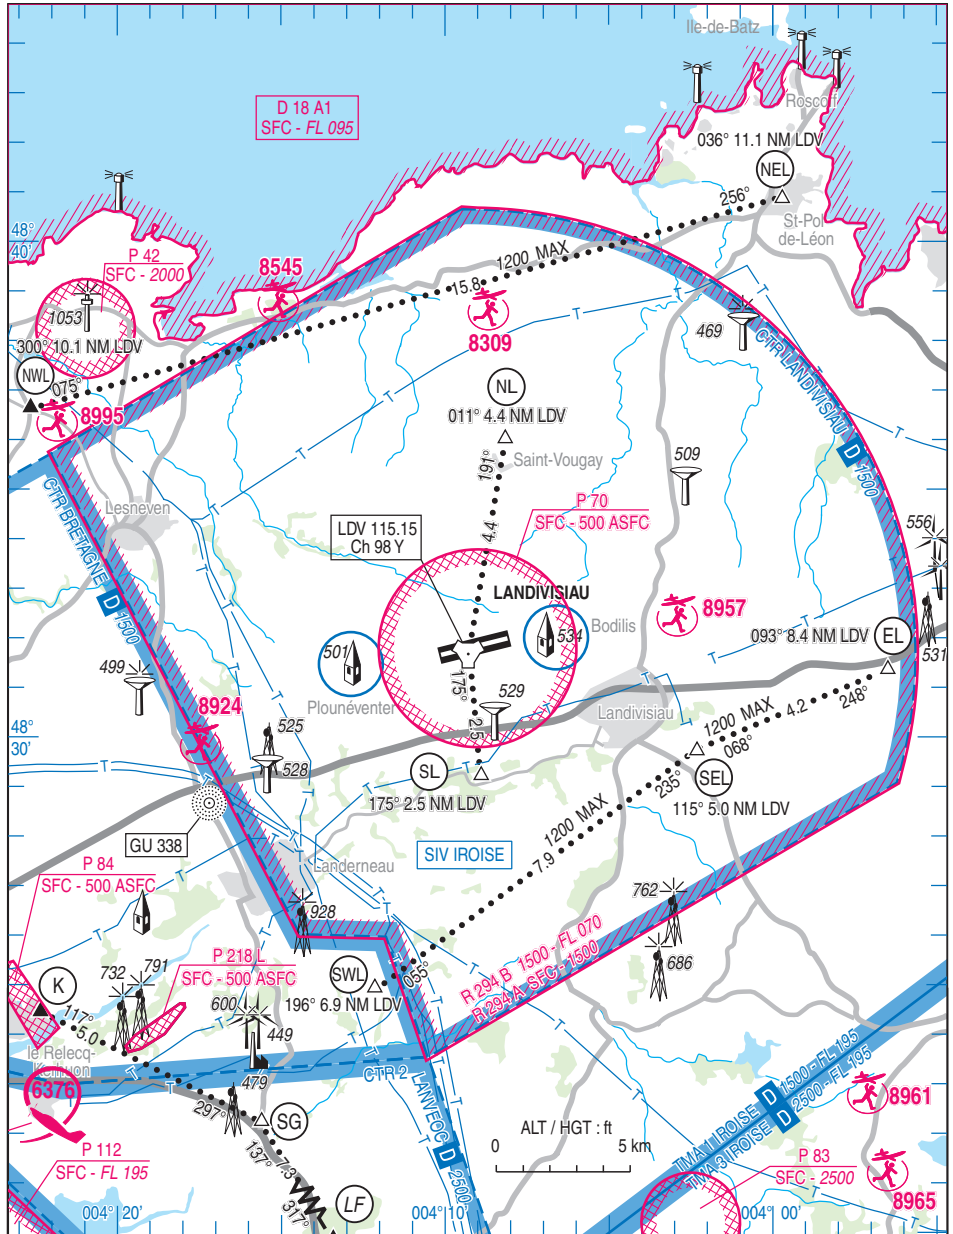 Ile-de-Batz
D 18 A1
SFC - FL 095
Roscoff
036° 11.1 NM LDV
NEL
256°
St-Pol
de-Léon
48°
40'
P 42
SFC - 2000
8545
1200 MAX
15.8
1053
8309
469
300° 10.1 NM LDV
NWL
075°
CTR LANDIVISIAU D 1500
NL
8995
011° 4.4 NM LDV
191°
Saint-Vougay
509
CTR BRETAGNE D 1500
Lesneven
P 70
SFC - 500 ASFC
LDV 115.15
Ch 98 Y
4.4
556
LANDIVISIAU
8957
Bodilis
534
093° 8.4 NM LDV
EL
501
531
499
175°
529
Plounéventer
8924
Landivisiau
1200 MAX
4.2
248°
068°
525
2.5
48°
30'
528
SL
235°
SEL
175° 2.5 NM LDV
115° 5.0 NM LDV
GU 338
1200 MAX
7.9
SIV IROISE
P 84
SFC - 500 ASFC
Landerneau
762
928
P 218 L
SFC - 500 ASFC
686
R 294 B 1500 - FL 070
R 294 A SFC - 1500
SWL
055°
K
732
791
196° 6.9 NM LDV
600
117°
5.0
449
le Relecq-
Kerhuon
479
CTR 2
LANVEOC D 2500
6376
TMA 1 IROISE D 1500 - FL 195
TMA 3 IROISE D 2500 - FL 195
8961
297°
SG
ALT / HGT : ft
0
5 km
P 112
SFC - FL 195
137°
P 83
SFC - 2500
8965
317°
LF
004° 20'
004° 10'
004° 00'
T